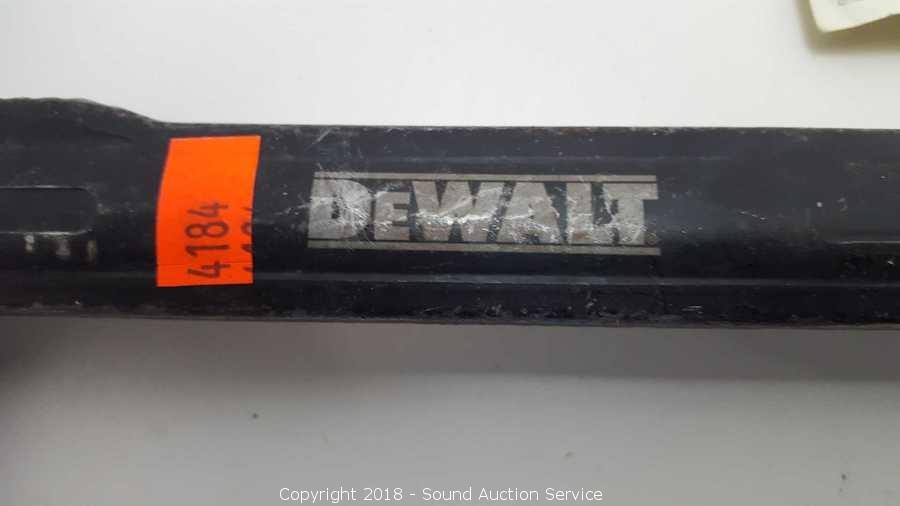 4184
DEWALT
Copyright 2018 - Sound Auction Service